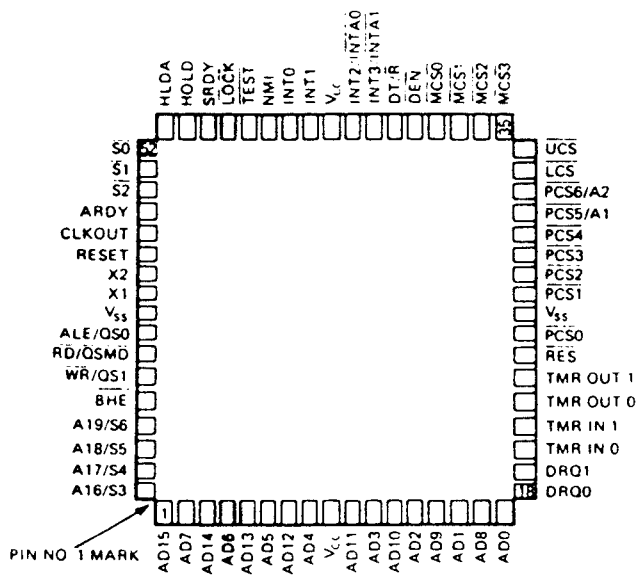 HLDA
HOLD
SRDY
LOCK
TEST
NMI
INT0
INT1
VCC
INT2/INTA0
INT3/INTA1
DT/R
DEN
MCS0
MCS1
MCS2
MCS3
35
S0
52
S1
S2
ARDY
CLKOUT
RESET
X2
X1
VSS
ALE/QS0
RD/QSMD
WR/QS1
BHE
A19/S6
A18/S5
A17/S4
A16/S3
UCS
LCS
PCS6/A2
PCS5/A1
PCS4
PCS3
PCS2
PCS1
VSS
PCS0
RES
TMR OUT 1
TMR OUT 0
TMR IN 1
TMR IN 0
DRQ1
18
DRQ0
1
PIN NO. 1 MARK
AD15
AD7
AD14
AD6
AD13
AD5
AD12
AD4
VCC
AD11
AD3
AD10
AD2
AD9
AD1
AD8
AD0